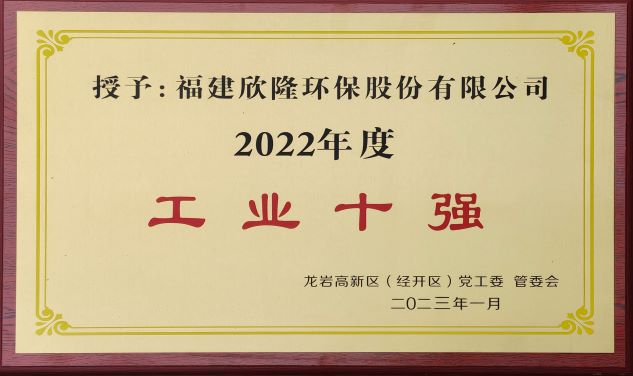 授予：福建欣隆环保股份有限公司
2022年度
工业十强
龙岩高新区（经开区）党工委 管委会
二〇二三年一月